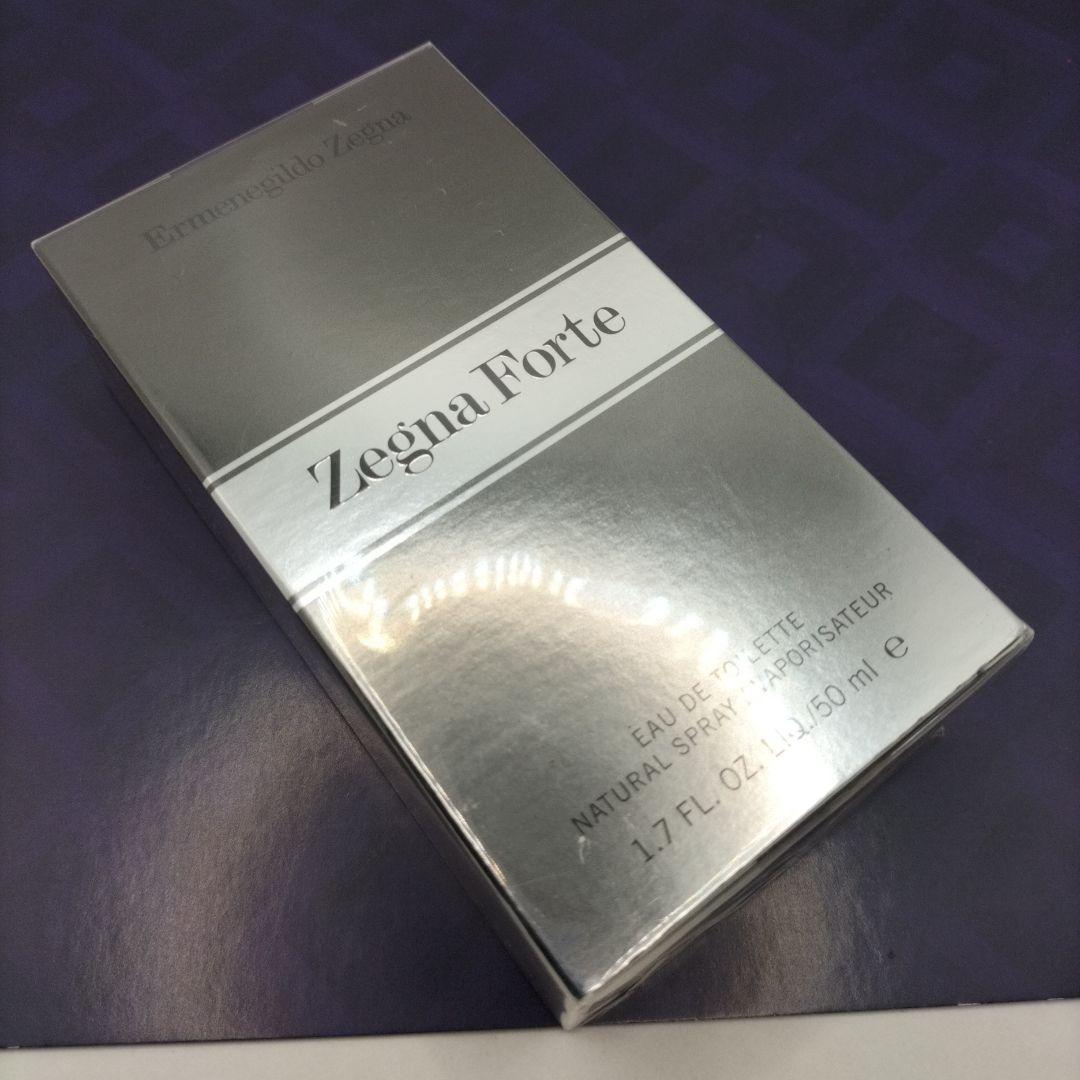 Ermenegildo Zegna
Zegna Forte
EAU DE TOILETTE
NATURAL SPRAY VAPORISATEUR
1.7 FL. OZ. LIQ./50 ml e